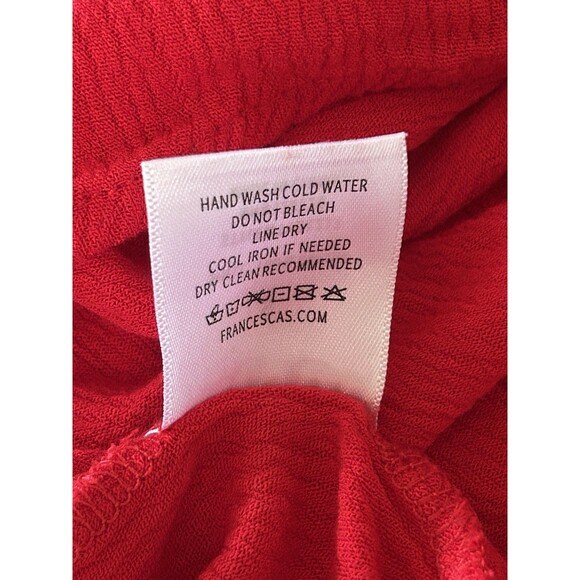 HAND WASH COLD WATER
DO NOT BLEACH
LINE DRY
COOL IRON IF NEEDED
DRY CLEAN RECOMMENDED
FRANCESCAS.COM